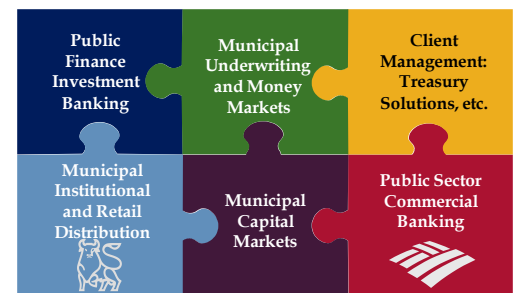 Public
Finance
Investment
Banking
Municipal
Underwriting
and Money
Markets
Client
Management:
Treasury
Solutions, etc.
Municipal
Institutional
and Retail
Distribution
Municipal
Capital
Markets
Public Sector
Commercial
Banking